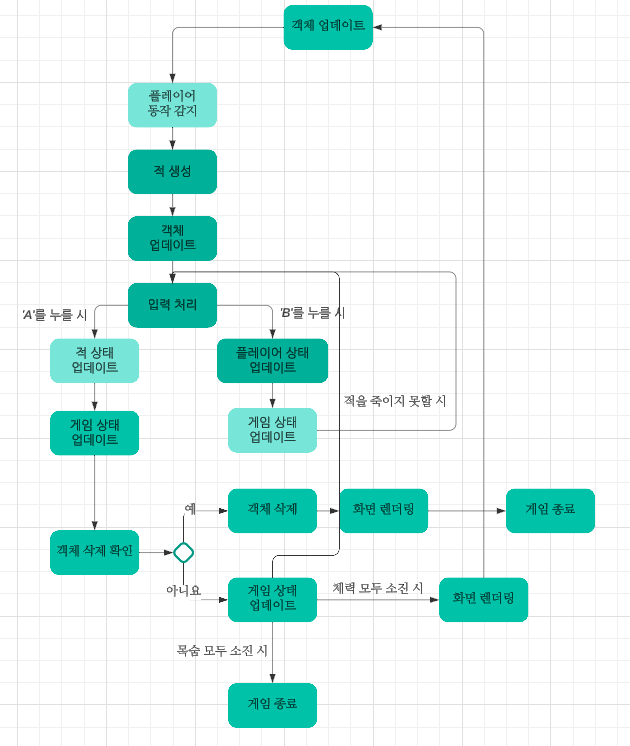 객체 업데이트
플레이어
동작 감지
적 생성
객체
업데이트
입력 처리
'A'를 누를 시
'B'를 누를 시
적 상태
업데이트
플레이어 상태
업데이트
적을 죽이지 못할 시
게임 상태
업데이트
게임 상태
업데이트
예
객체 삭제
화면 렌더링
게임 종료
객체 삭제 확인
아니요
게임 상태
업데이트
체력 모두 소진 시
화면 렌더링
목숨 모두 소진 시
게임 종료